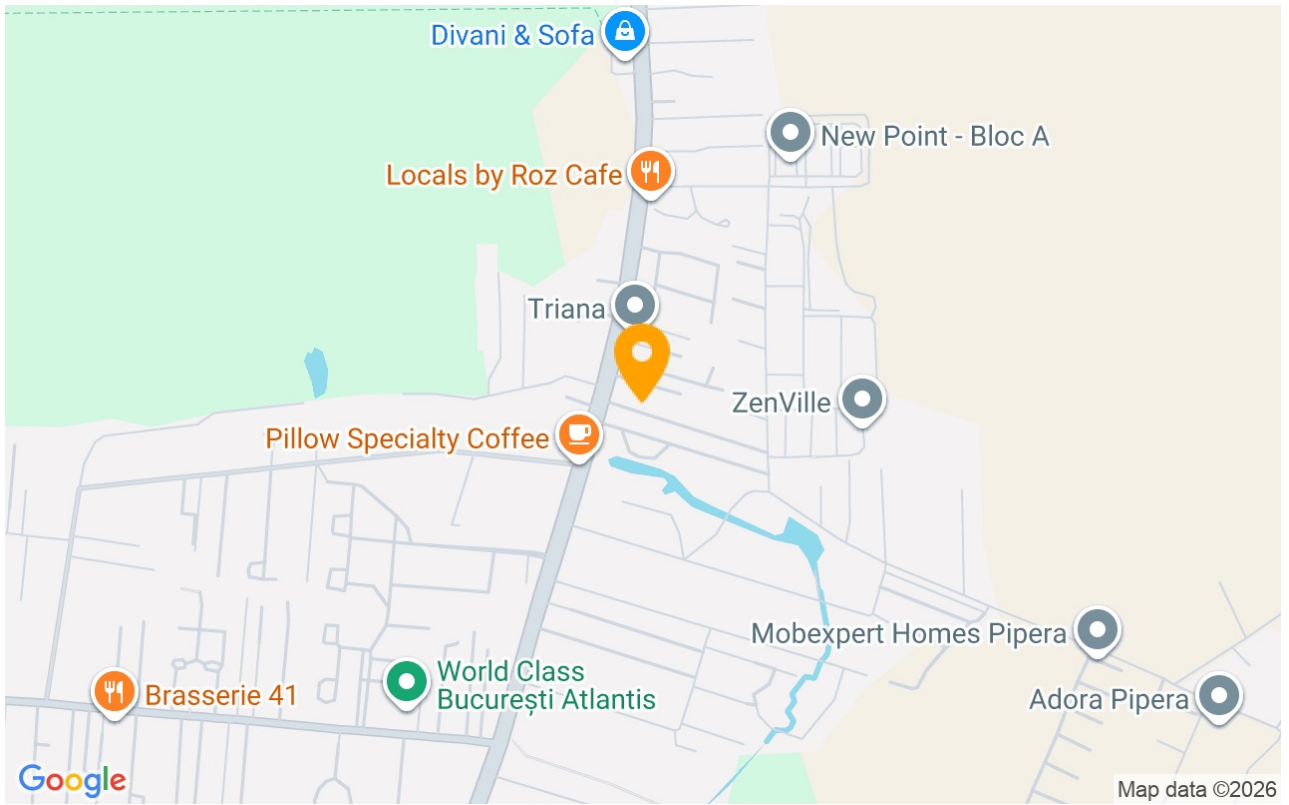 Divani & Sofa
New Point - Bloc A
Locals by Roz Cafe
Triana
ZenVille
Pillow Specialty Coffee
Mobexpert Homes Pipera
World Class
București Atlantis
Brasserie 41
Adora Pipera
Google
Map data ©2026